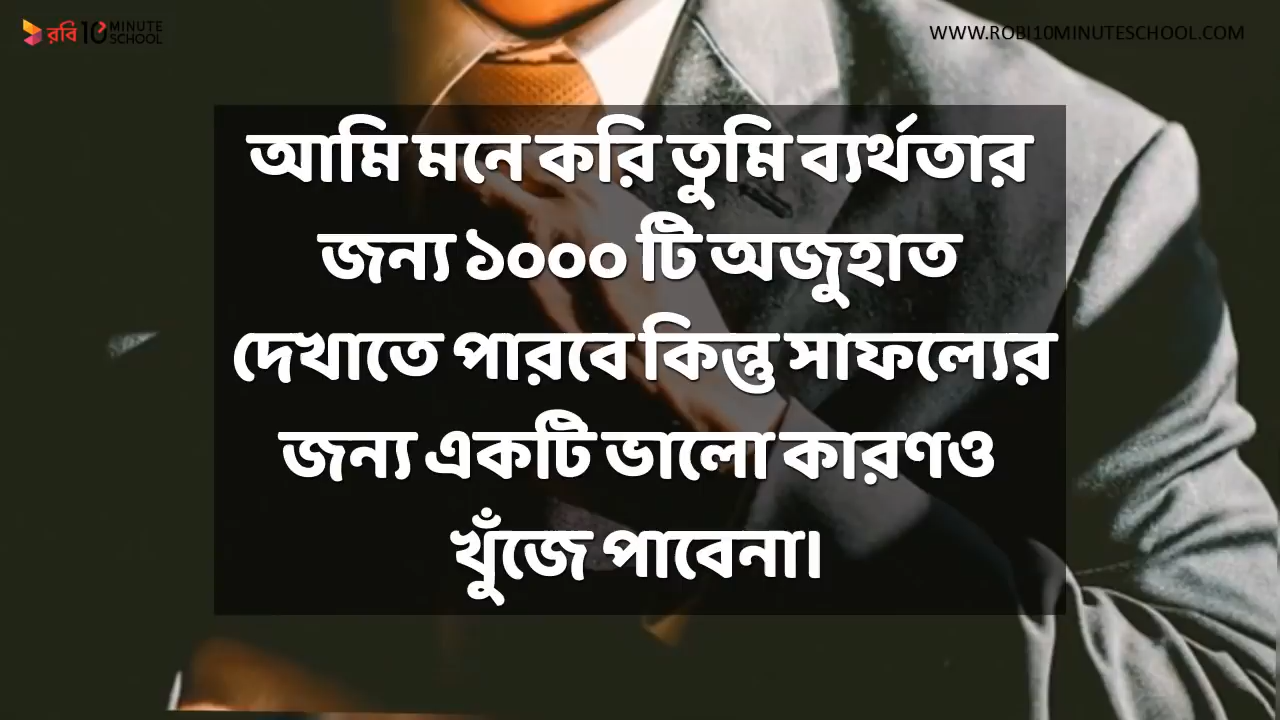 রবি 10 MINUTE SCHOOL
WWW.ROBI10MINUTESCHOOL.COM
আমি মনে করি তুমি ব্যর্থতার
জন্য ১০০০ টি অজুহাত
দেখাতে পারবে কিন্তু সাফল্যের
জন্য একটি ভালো কারণও
খুঁজে পাবেনা।